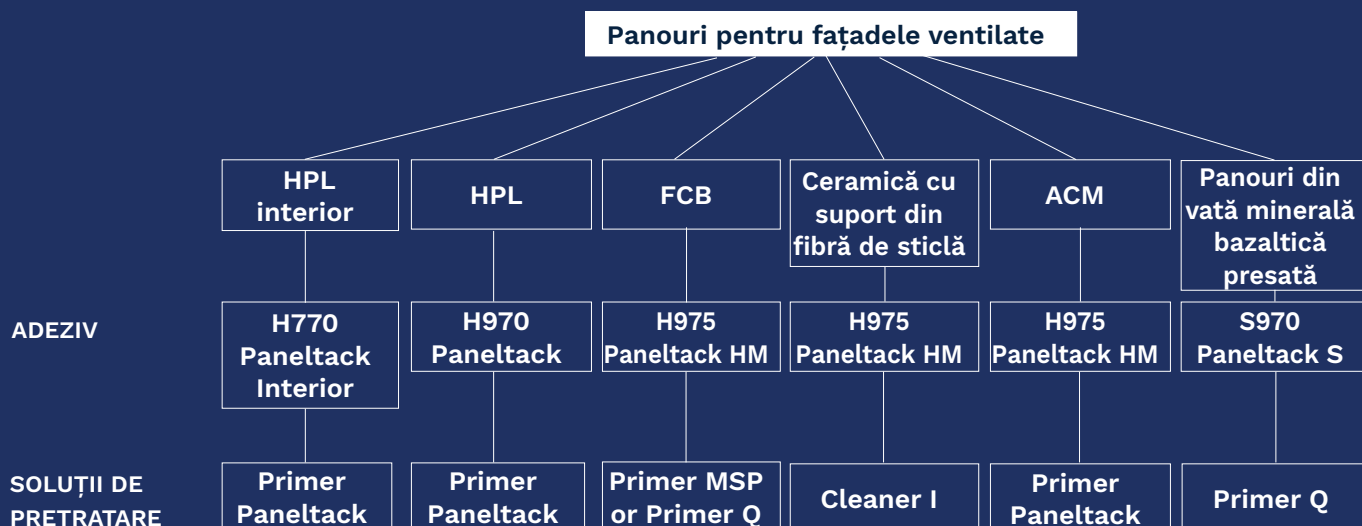 Panouri pentru fațadele ventilate
HPL
interior
HPL
FCB
Ceramică cu
suport din
fibră de sticlă
ACM
Panouri din
vată minerală
bazaltică
presată
ADEZIV
H770
Paneltack
Interior
H970
Paneltack
H975
Paneltack HM
H975
Paneltack HM
H975
Paneltack HM
S970
Paneltack S
SOLUȚII DE
PRETRATARE
Primer
Paneltack
Primer
Paneltack
Primer MSP
or Primer Q
Cleaner I
Primer
Paneltack
Primer Q